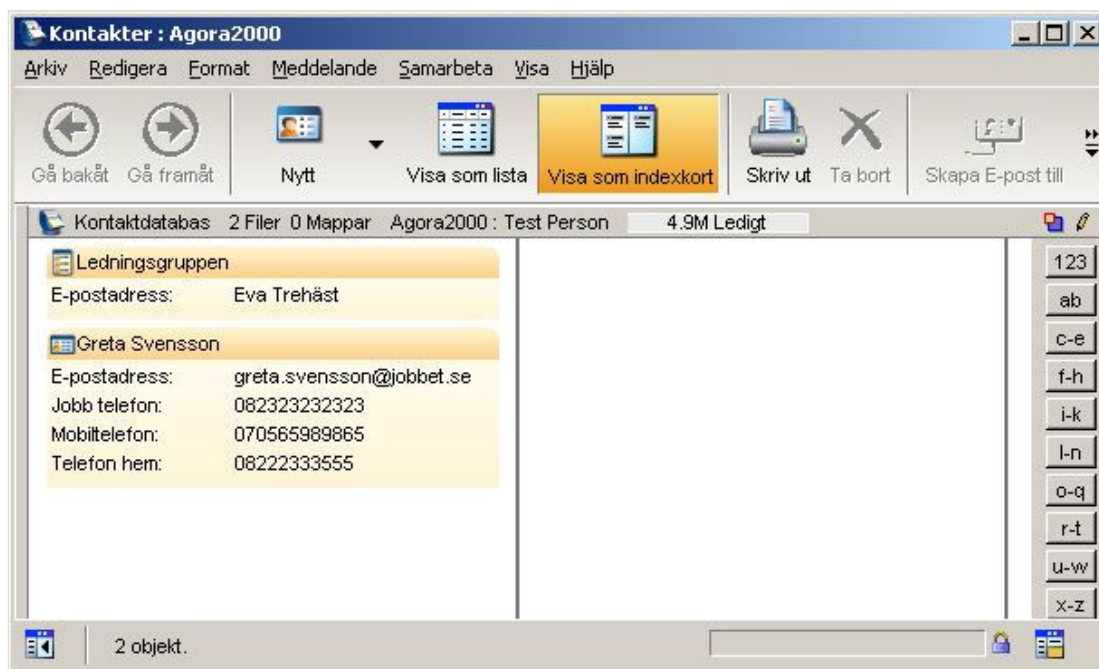 Kontakter : Agora2000
Arkiv Redigera Format Meddelande Samarbeta Visa Hjälp
Gå bakåt Gå framåt Nytt Visa som lista Visa som indexkort Skriv ut Ta bort Skapa E-post till
Kontaktdatabas 2 Filer 0 Mappar Agora2000 : Test Person 4.9M Ledigt
Ledningsgruppen
E-postadress: Eva Trehäst
Greta Svensson
E-postadress: greta.svensson@jobbet.se
Jobb telefon: 082323232323
Mobiltelefon: 070565989865
Telefon hem: 08222333555
123
ab
c-e
f-h
i-k
l-n
o-q
r-t
u-w
x-z
2 objekt.